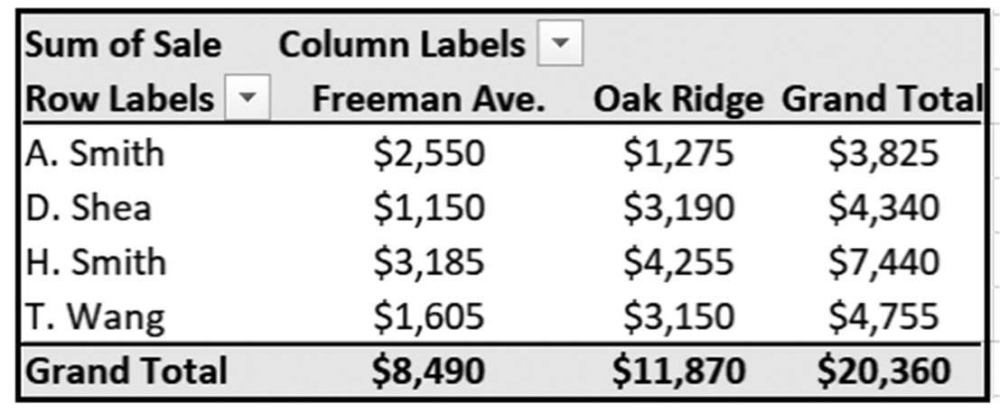 Sum of Sale Column Labels
Row Labels Freeman Ave. Oak Ridge Grand Total
A. Smith $2,550 $1,275 $3,825
D. Shea $1,150 $3,190 $4,340
H. Smith $3,185 $4,255 $7,440
T. Wang $1,605 $3,150 $4,755
Grand Total $8,490 $11,870 $20,360